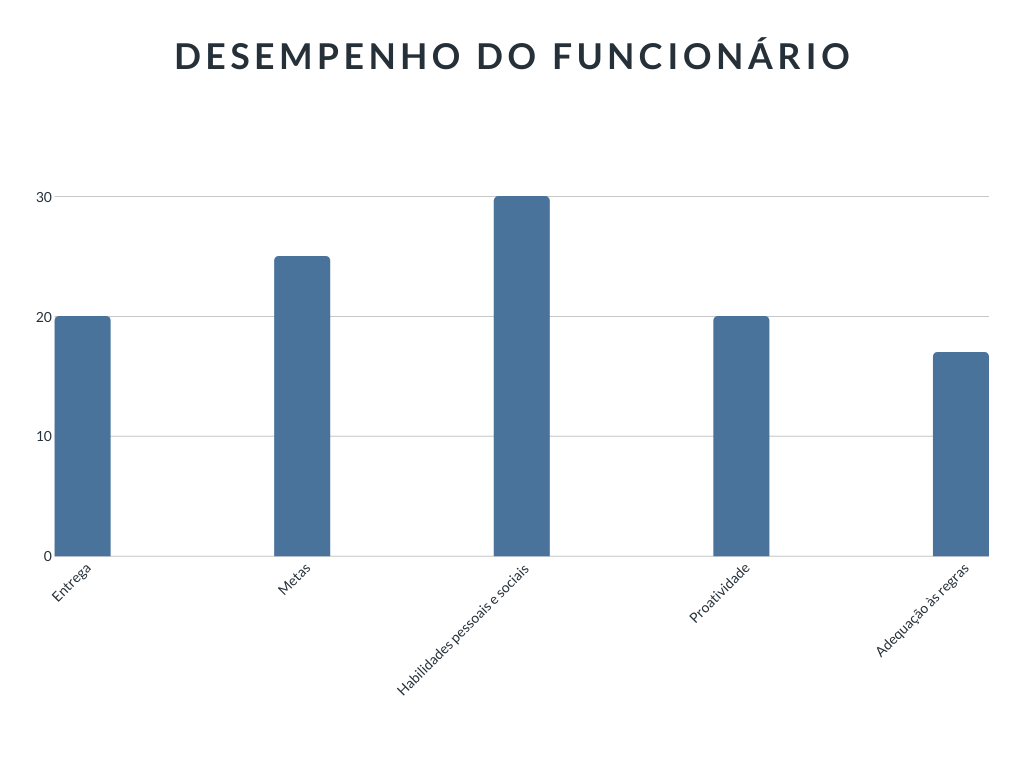 DESEMPENHO DO FUNCIONÁRIO
30
20
10
0
Entrega
Metas
Habilidades pessoais e sociais
Proatividade
Adequação às regras